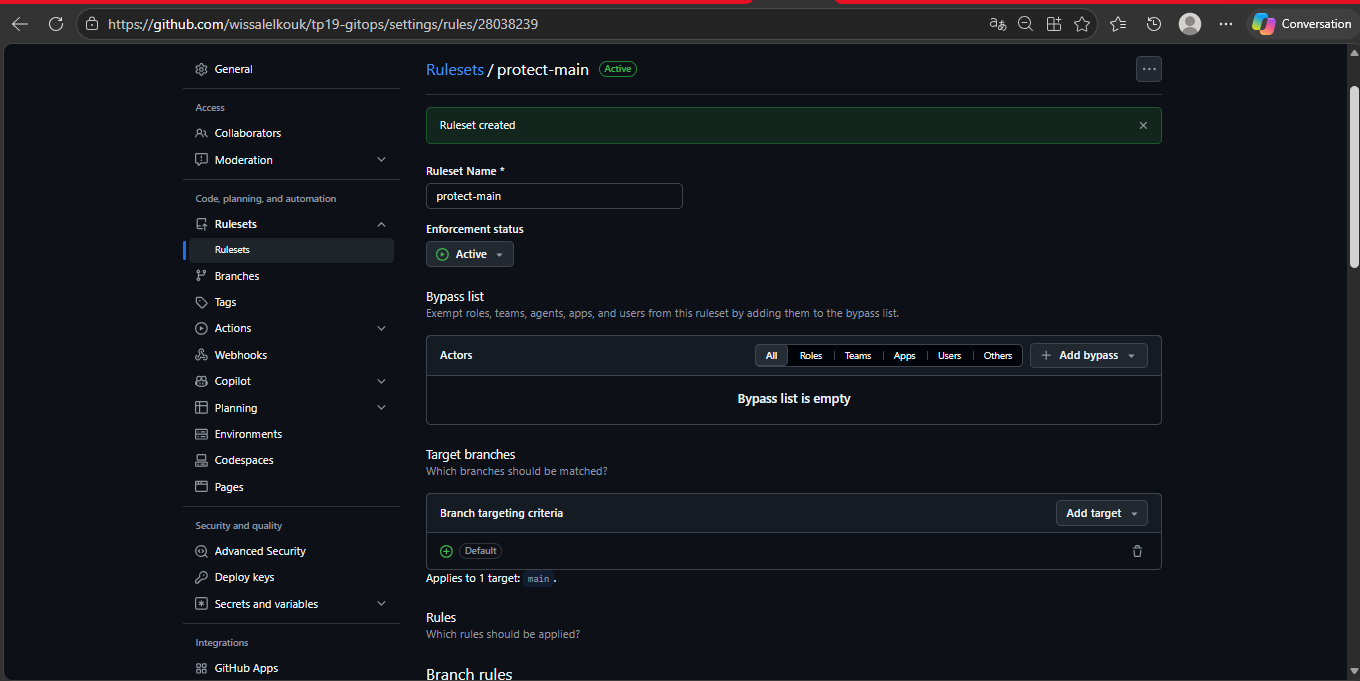 https://github.com/wissalelkouk/tp19-gitops/settings/rules/28038239
Conversation
General
Access
Collaborators
Moderation
Code, planning, and automation
Rulesets
Rulesets
Branches
Tags
Actions
Webhooks
Copilot
Planning
Environments
Codespaces
Pages
Security and quality
Advanced Security
Deploy keys
Secrets and variables
Integrations
GitHub Apps
Rulesets / protect-main Active
Ruleset created
Ruleset Name *
protect-main
Enforcement status
Active
Bypass list
Exempt roles, teams, agents, apps, and users from this ruleset by adding them to the bypass list.
Actors All Roles Teams Apps Users Others Add bypass
Bypass list is empty
Target branches
Which branches should be matched?
Branch targeting criteria Add target
Default
Applies to 1 target: main .
Rules
Which rules should be applied?
Branch rules